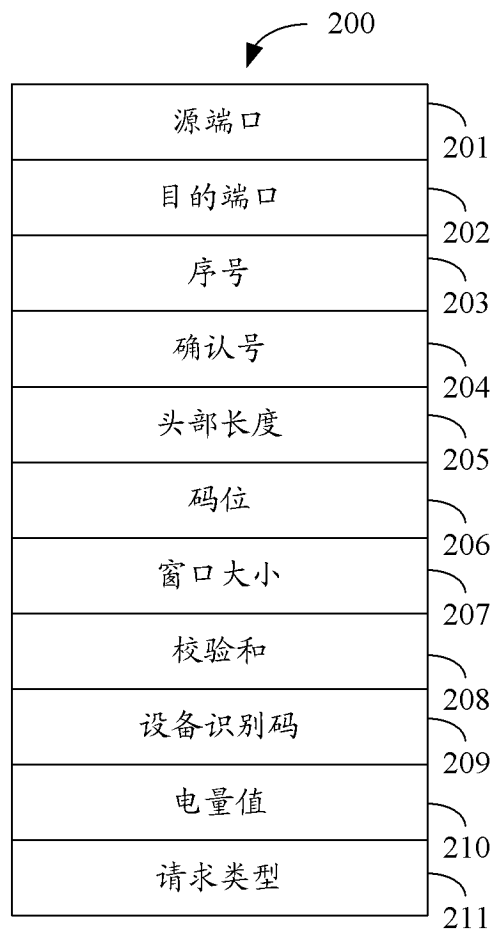 200
源端口
201
目的端口
202
序号
203
确认号
204
头部长度
205
码位
206
窗口大小
207
校验和
208
设备识别码
209
电量值
210
请求类型
211